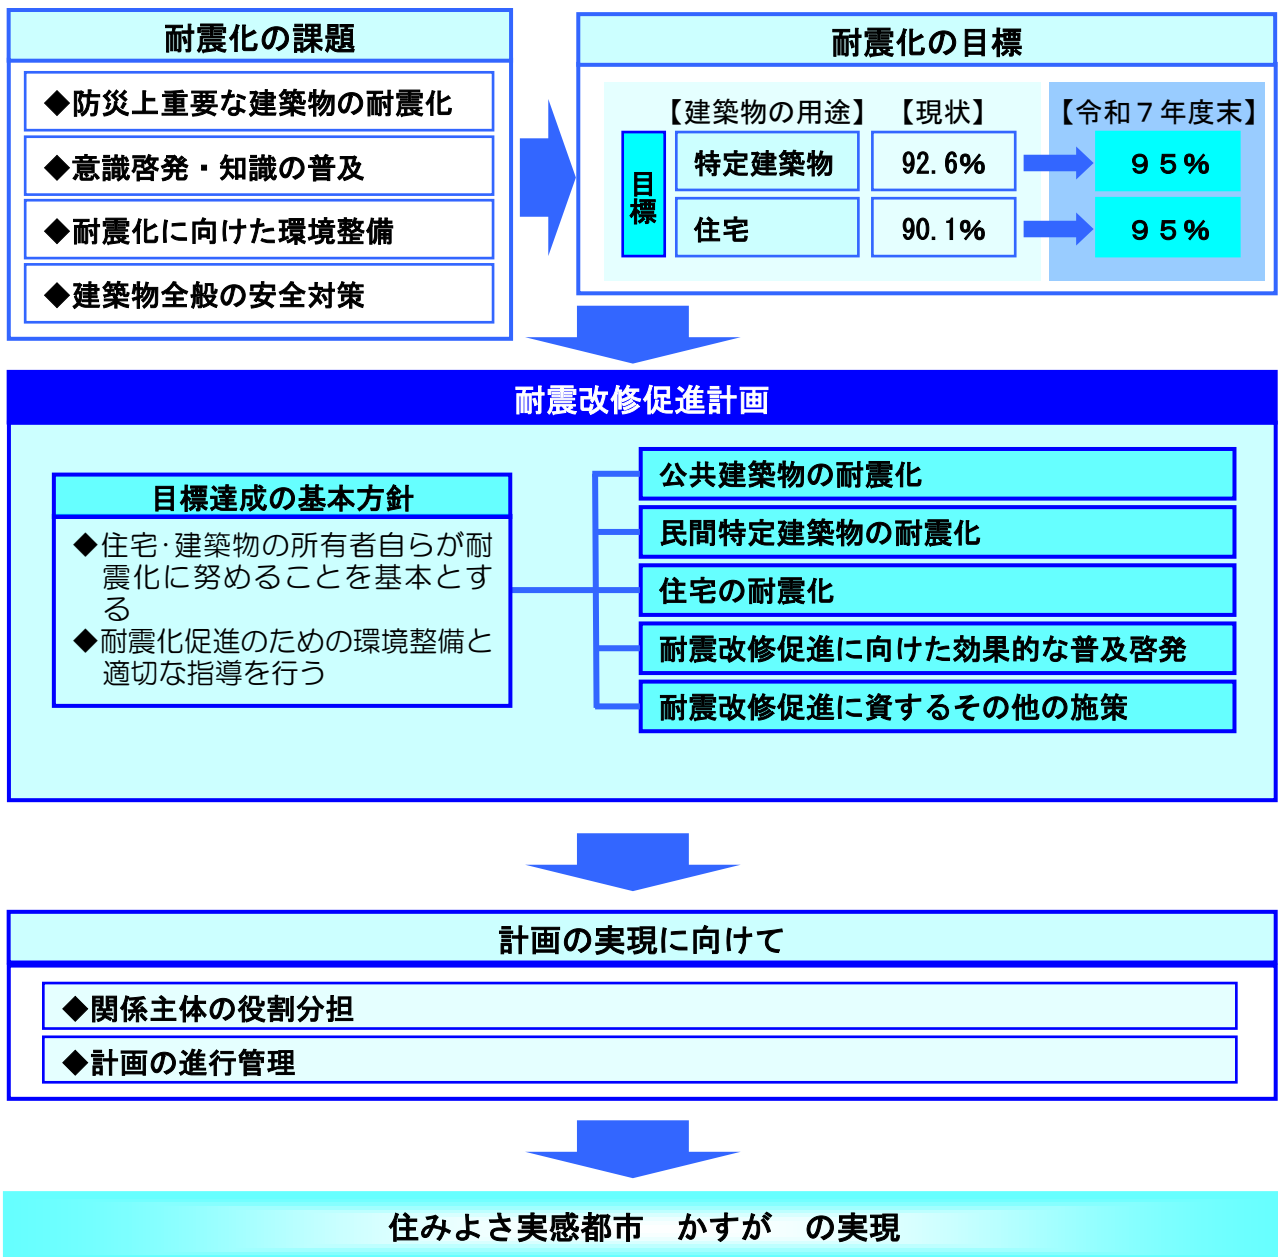 耐震化の課題
◆防災上重要な建築物の耐震化
◆意識啓発・知識の普及
◆耐震化に向けた環境整備
◆建築物全般の安全対策
耐震化の目標
【建築物の用途】 【現状】 【令和７年度末】
目標
特定建築物 92.6% ９５%
住宅 90.1% ９５%
耐震改修促進計画
目標達成の基本方針
◆住宅･建築物の所有者自らが耐
震化に努めることを基本とす
る
◆耐震化促進のための環境整備と
適切な指導を行う
公共建築物の耐震化
民間特定建築物の耐震化
住宅の耐震化
耐震改修促進に向けた効果的な普及啓発
耐震改修促進に資するその他の施策
計画の実現に向けて
◆関係主体の役割分担
◆計画の進行管理
住みよさ実感都市　かすが　の実現